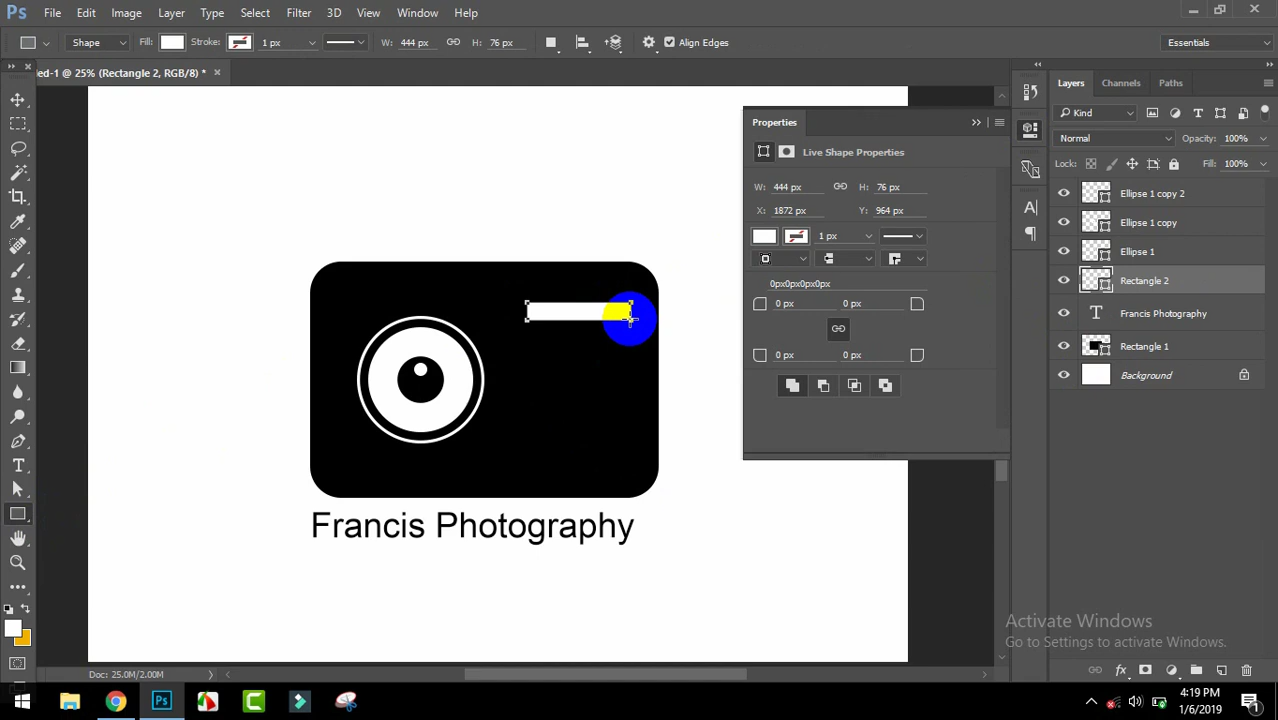 Ps File Edit Image Layer Type Select Filter 3D View Window Help
Shape Fill: Stroke: 1 px W: 444 px H: 76 px Align Edges Essentials
led-1 @ 25% (Rectangle 2, RGB/8) *
Properties
Live Shape Properties
W: 444 px H: 76 px
X: 1872 px Y: 964 px
1 px
0px0px0px0px
0 px 0 px
0 px 0 px
Layers Channels Paths
Kind
Normal Opacity: 100%
Lock: Fill: 100%
Ellipse 1 copy 2
Ellipse 1 copy
Ellipse 1
Rectangle 2
T Francis Photography
Rectangle 1
Background
Francis Photography
Activate Windows
Go to Settings to activate Windows.
Doc: 25.0M/2.00M
fx
Ps
4:19 PM
1/6/2019